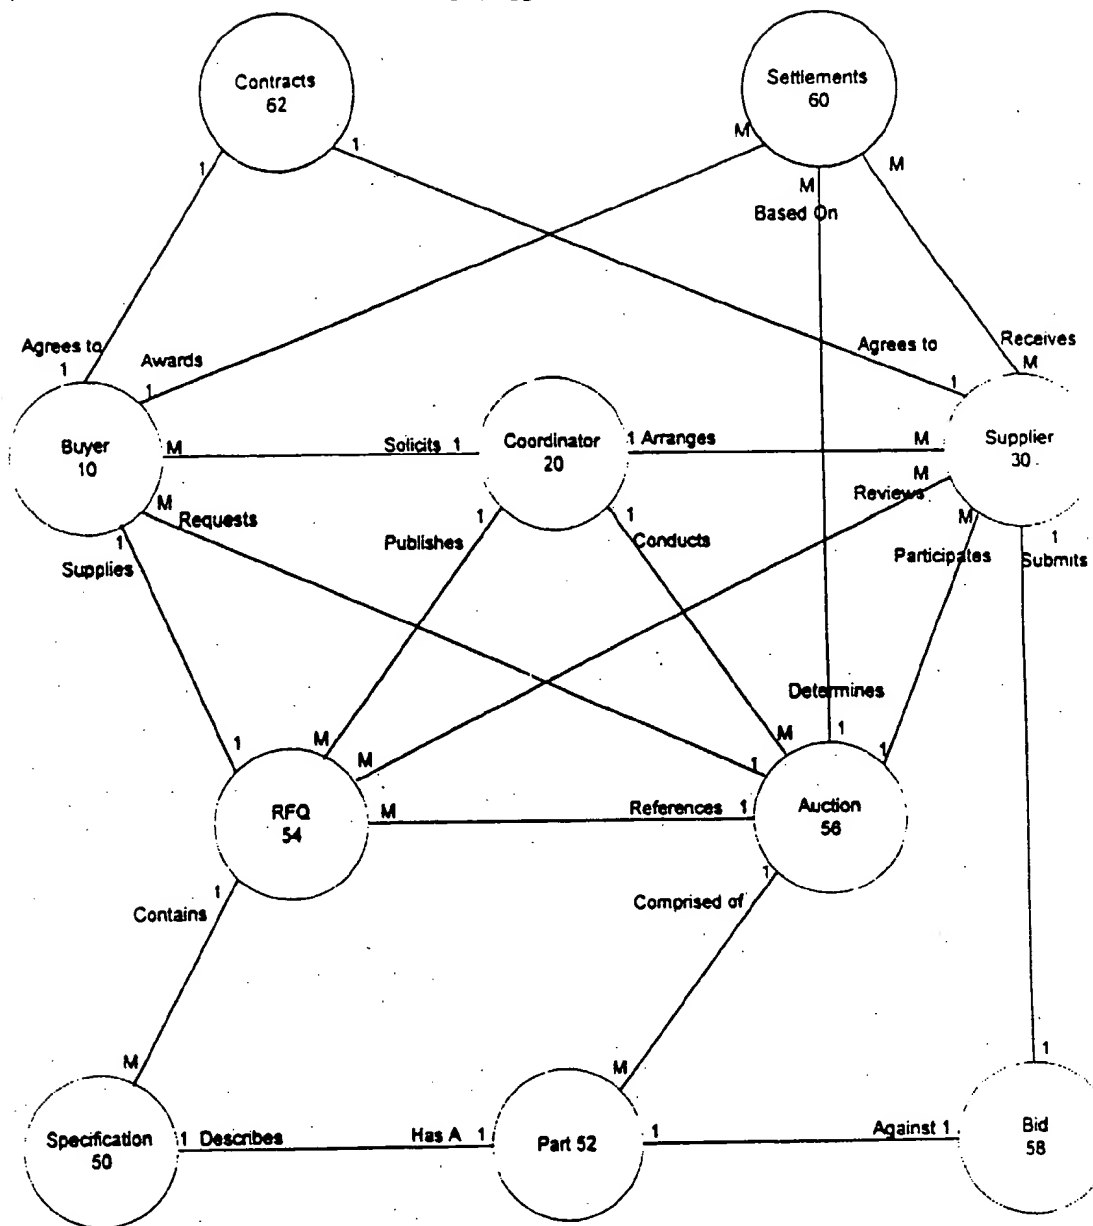 Contracts
62
Settlements
60
1
1
M
M
M
Based On
Agrees to
1
Awards
1
Agrees to
1
Receives
M
Buyer
10
M
Solicits 1
Coordinator
20
1 Arranges
M
Supplier
30
M
Requests
1
Supplies
1
Publishes
1
Conducts
M
Reviews
M
Participates
1
Submits
Determines
1
M
M
M
1
1
1
RFQ
54
M
References 1
Auction
56
1
Contains
1
Comprised of
M
M
1
Specification
50
1 Describes
Has A 1
Part 52
1
Against 1
Bid
58